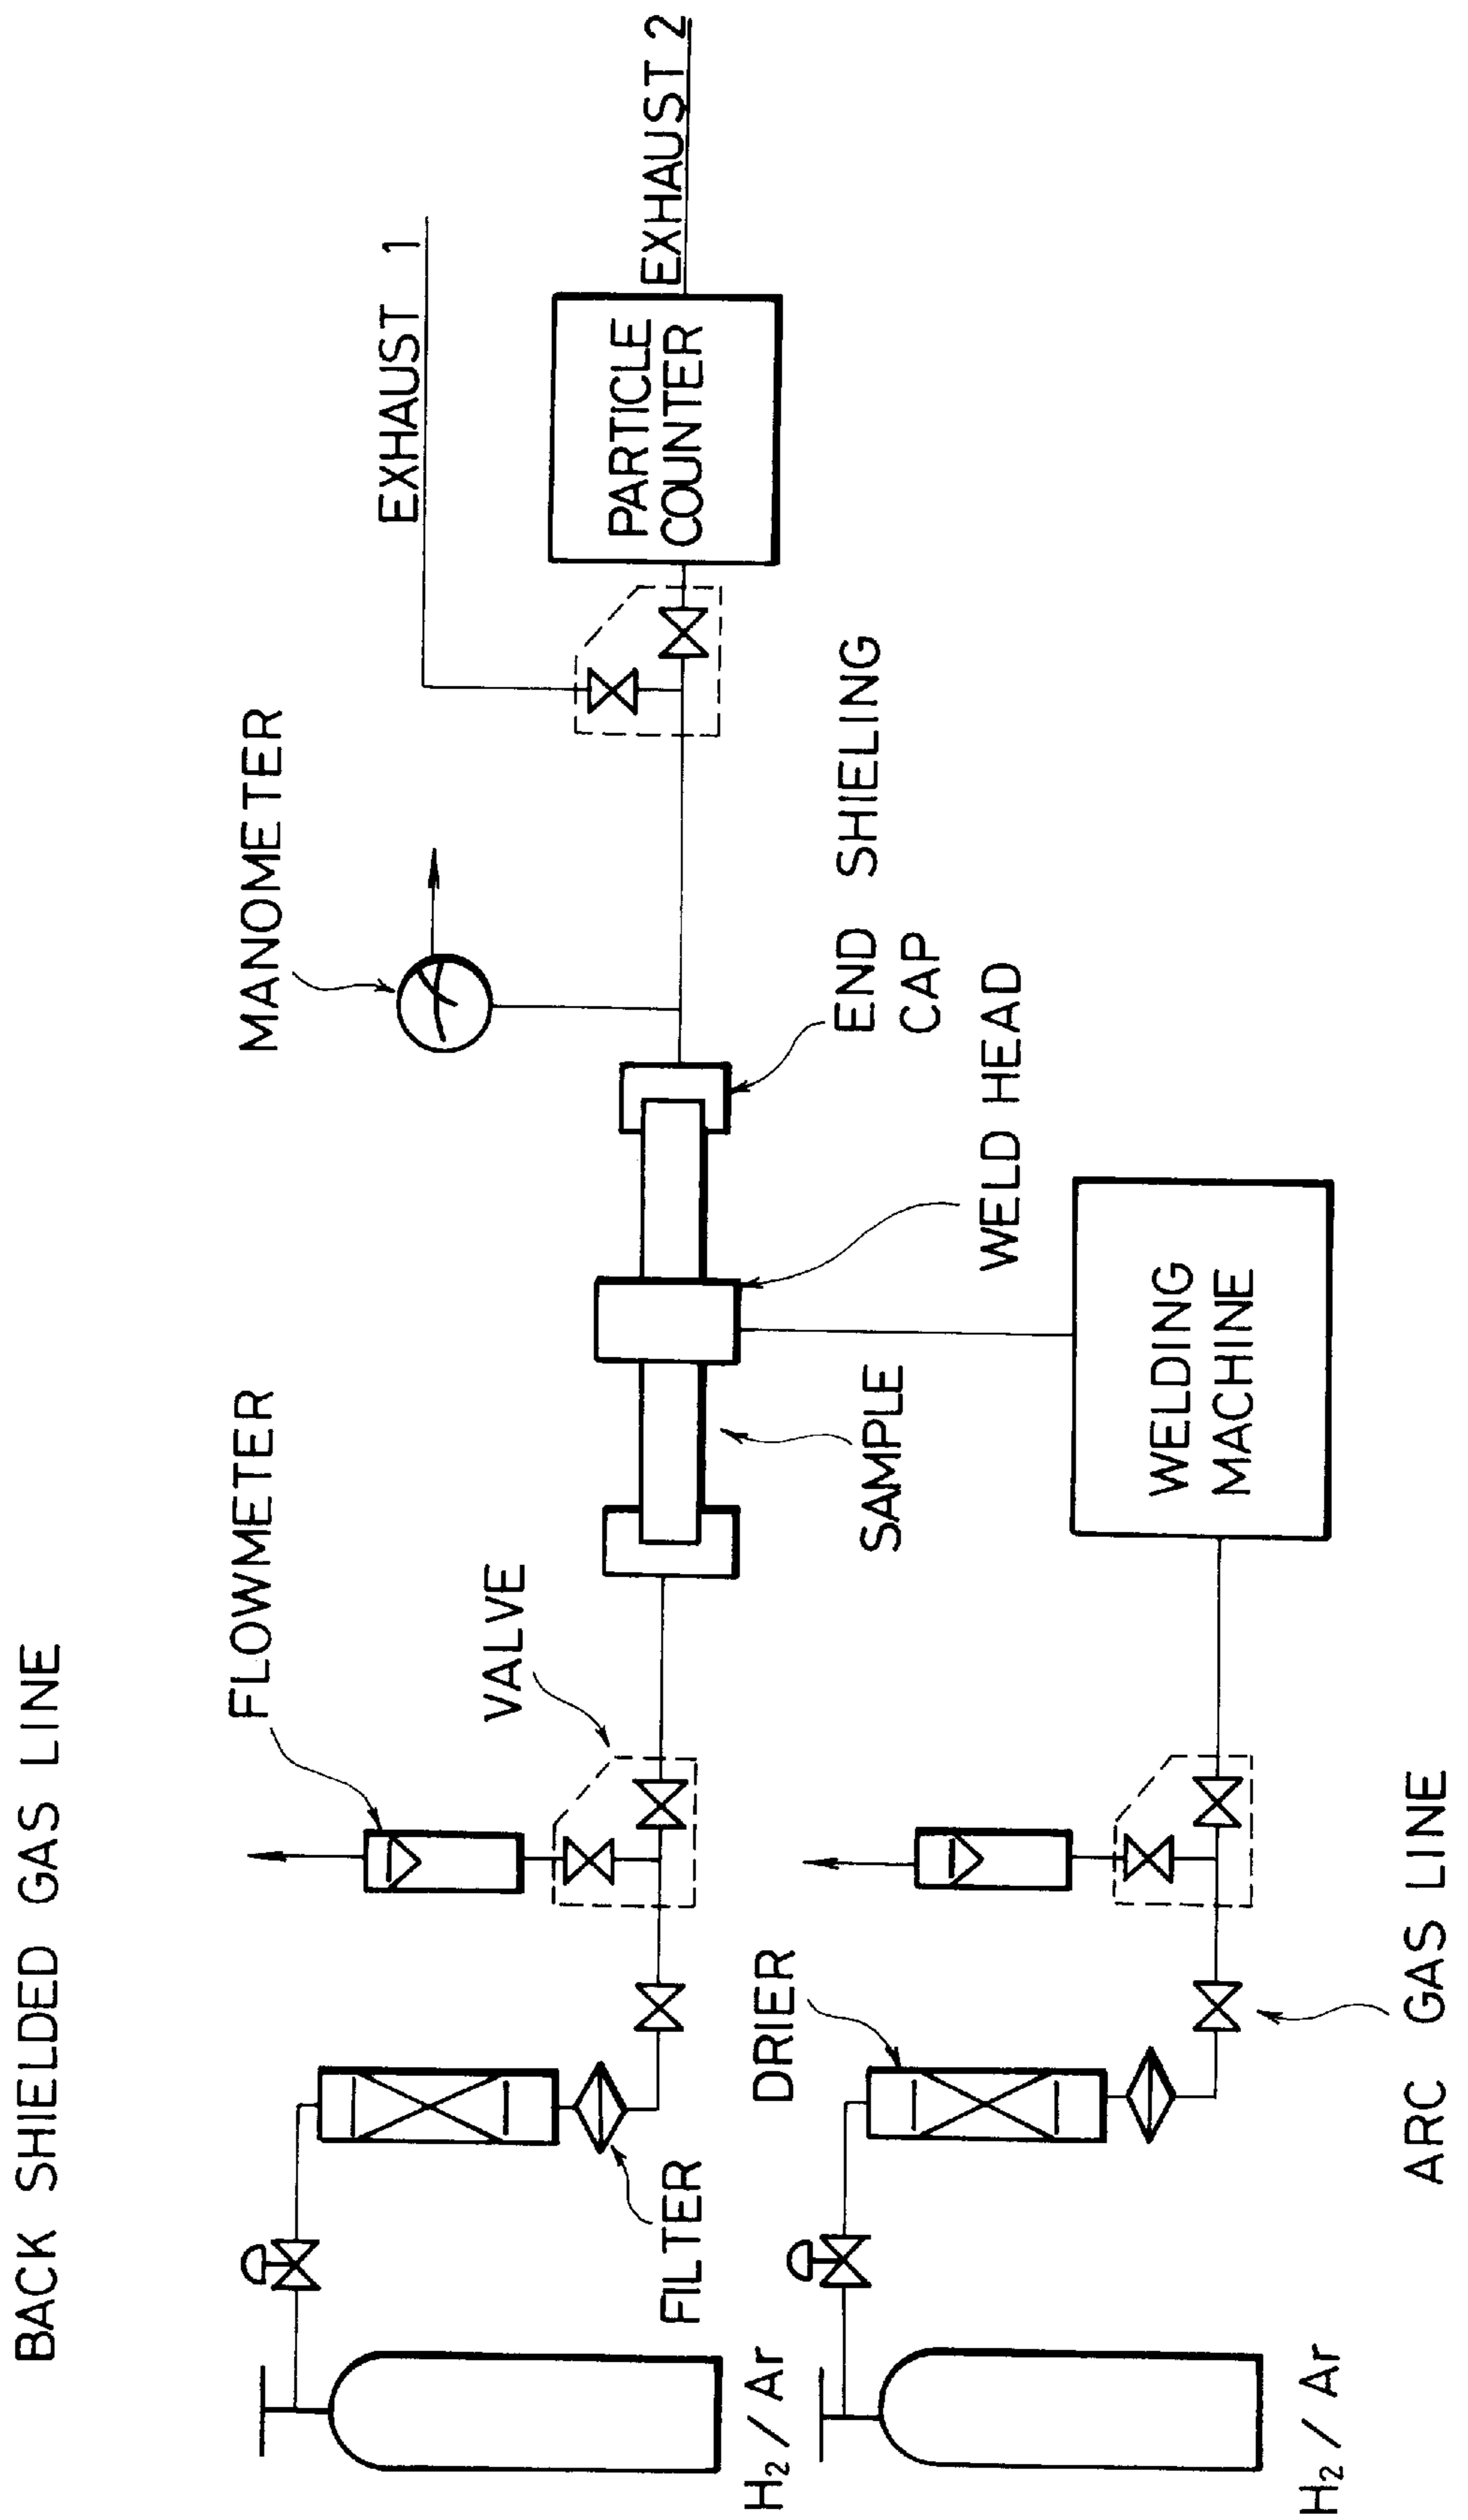 BACK SHIELDED GAS LINE
FLOWMETER
MANOMETER
EXHAUST 1
VALVE
EXHAUST 2
PARTICLE
COUNTER
FILTER
H₂/Ar
DRIER
SAMPLE
END SHIELING
CAP
WELD HEAD
WELDING
MACHINE
H₂/Ar
ARC GAS LINE